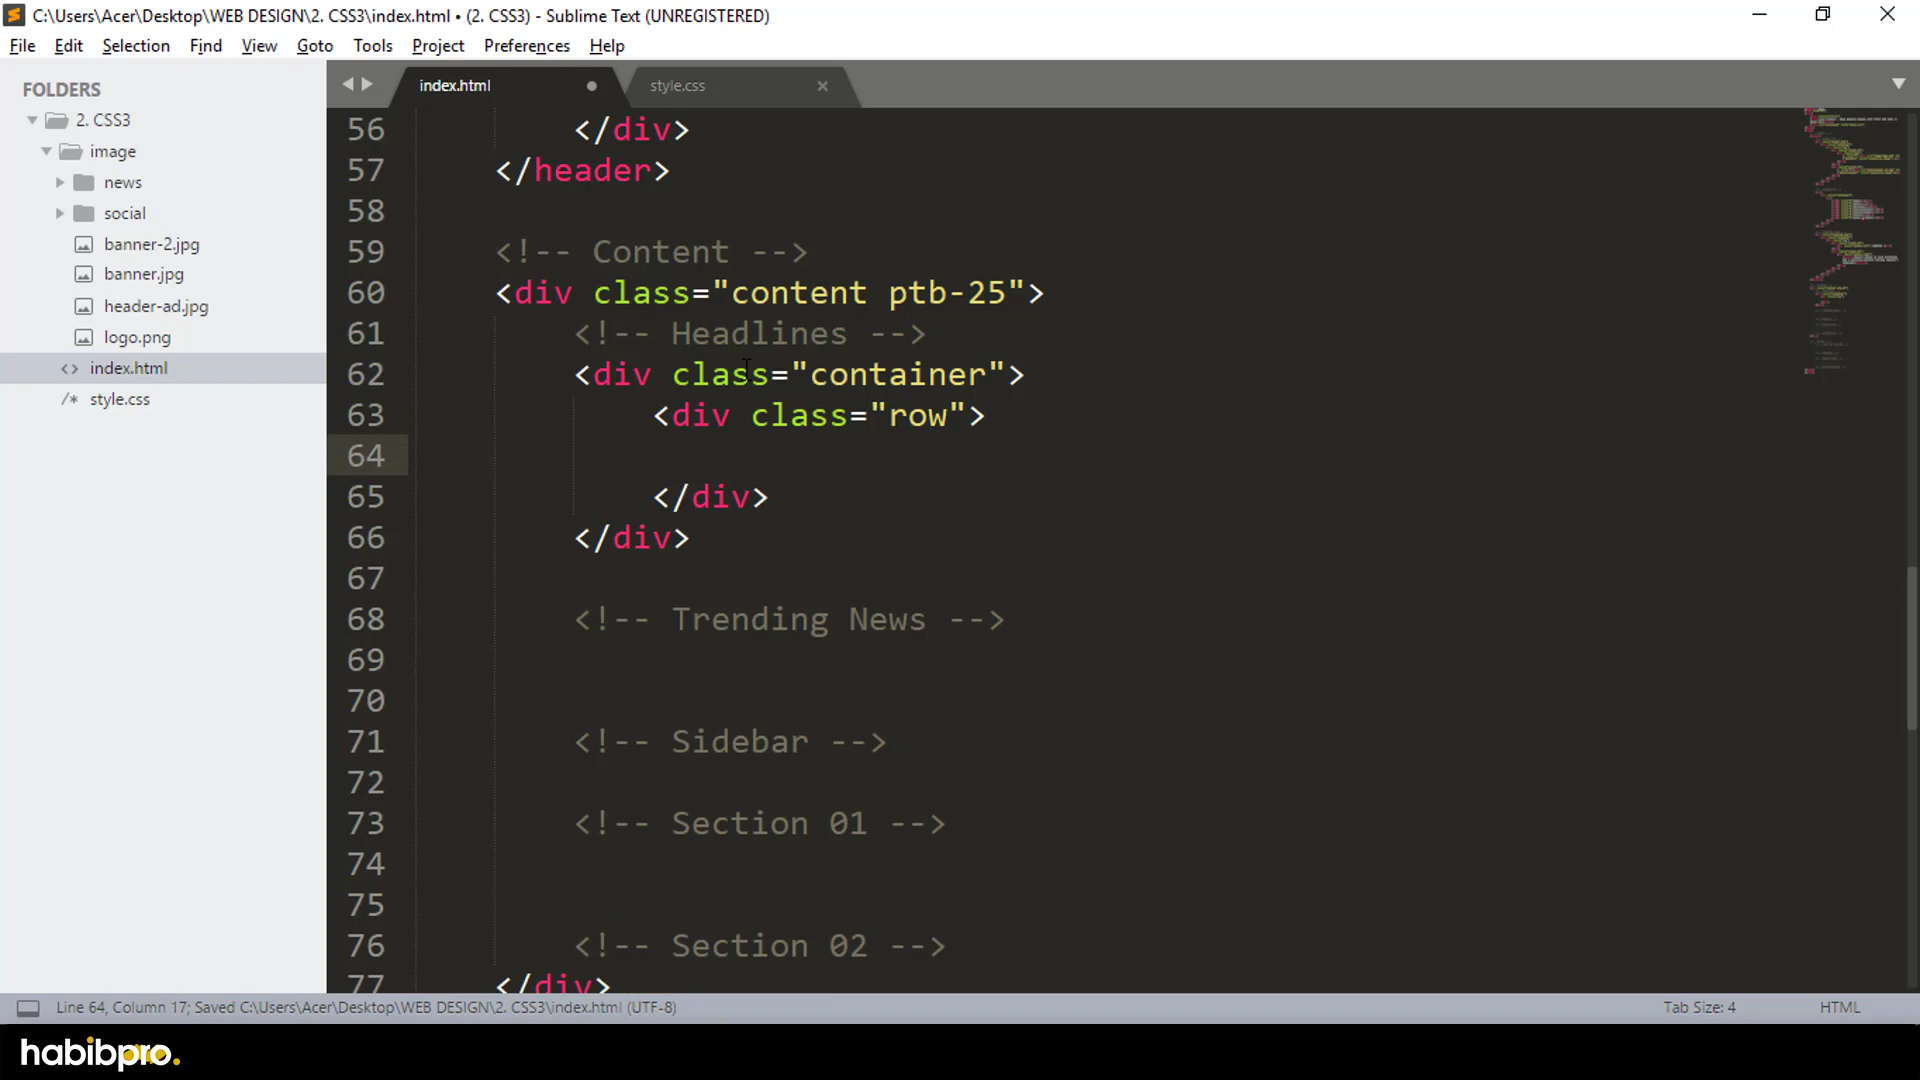 C:\Users\Acer\Desktop\WEB DESIGN\2. CSS3\index.html • (2. CSS3) - Sublime Text (UNREGISTERED)
File Edit Selection Find View Goto Tools Project Preferences Help
FOLDERS
2. CSS3
image
news
social
banner-2.jpg
banner.jpg
header-ad.jpg
logo.png
<> index.html
/* style.css
index.html style.css
56 </div>
57 </header>
58
59 <!-- Content -->
60 <div class="content ptb-25">
61 <!-- Headlines -->
62 <div class="container">
63 <div class="row">
64
65 </div>
66 </div>
67
68 <!-- Trending News -->
69
70
71 <!-- Sidebar -->
72
73 <!-- Section 01 -->
74
75
76 <!-- Section 02 -->
77 </div>
Line 64, Column 17; Saved C:\Users\Acer\Desktop\WEB DESIGN\2. CSS3\index.html (UTF-8) Tab Size: 4 HTML
habibpro.